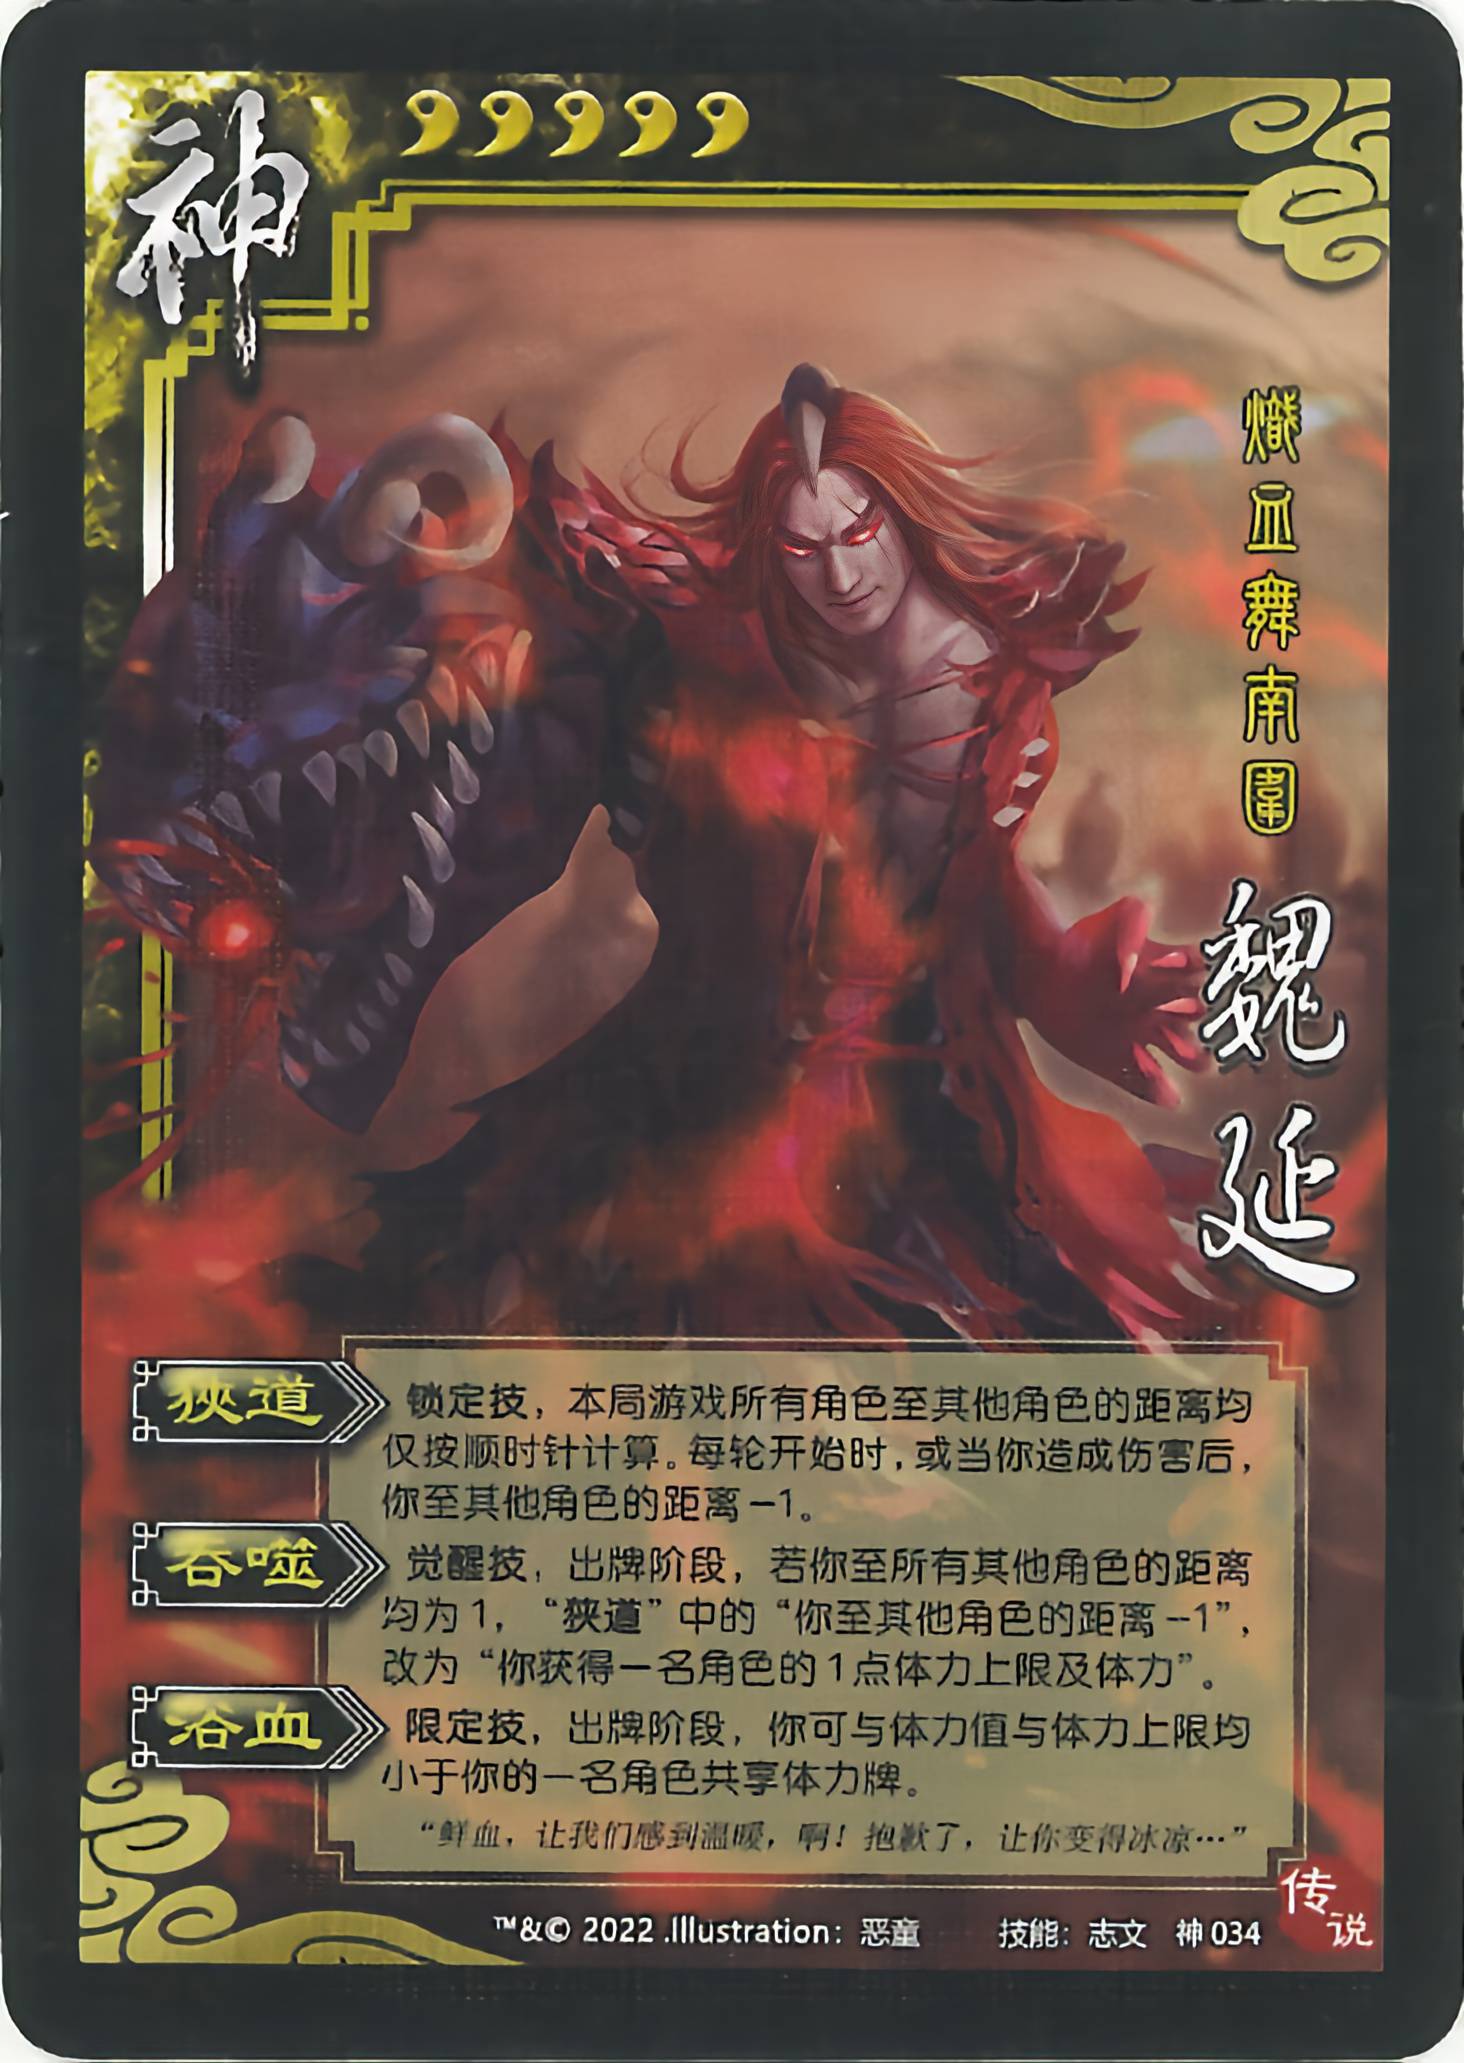 神
熾血舞南圍
魏延
狭道
锁定技，本局游戏所有角色至其他角色的距离均
仅按顺时针计算。每轮开始时，或当你造成伤害后，
你至其他角色的距离-1。
吞噬
觉醒技，出牌阶段，若你至所有其他角色的距离
均为1，“狭道”中的“你至其他角色的距离-1”，
改为“你获得一名角色的1点体力上限及体力”。
浴血
限定技，出牌阶段，你可与体力值与体力上限均
小于你的一名角色共享体力牌。
“鲜血，让我们感到温暖，啊！抱歉了，让你变得冰凉…”
™&© 2022 .Illustration: 恶童 技能：志文 神034
传说